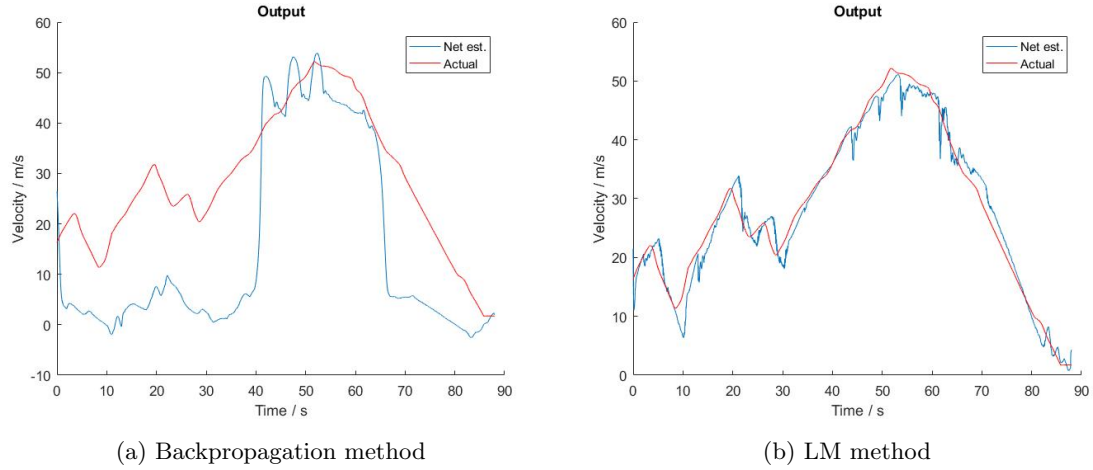 Output
60
50
40
30
20
10
0
-10
Velocity / m/s
0 10 20 30 40 50 60 70 80 90
Time / s
Net est.
Actual
(a) Backpropagation method
Output
60
50
40
30
20
10
0
Velocity / m/s
0 10 20 30 40 50 60 70 80 90
Time / s
Net est.
Actual
(b) LM method